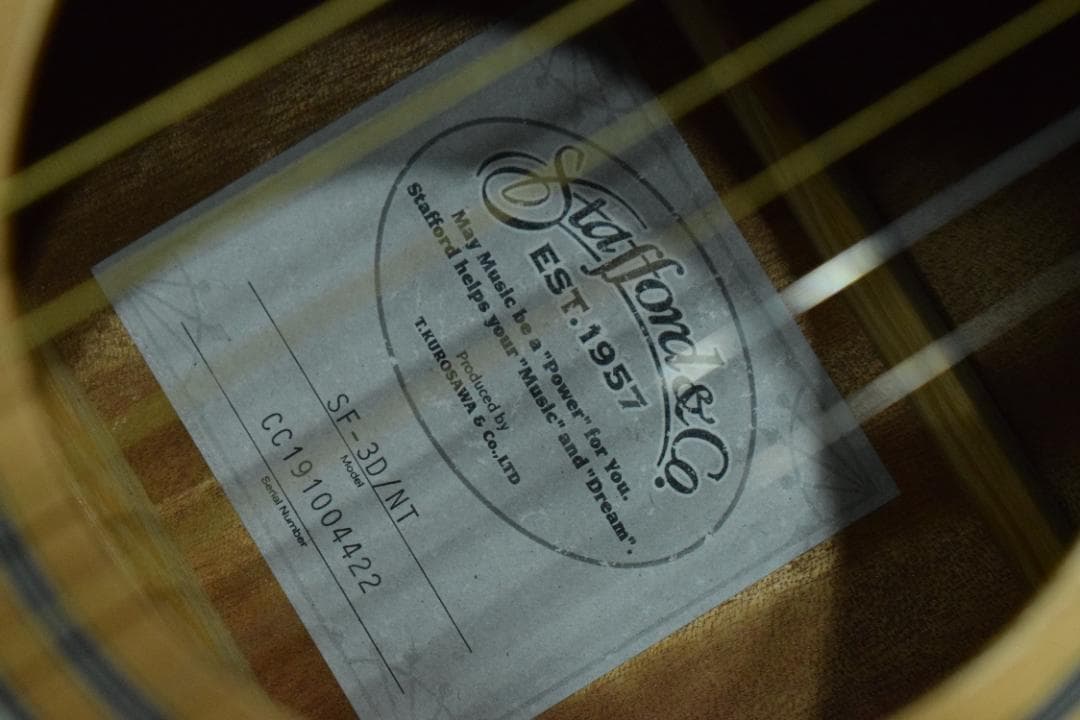 Stafford & Co.
EST.1957
May Music be a "Power" for You.
Stafford helps your "Music" and "Dream".
Produced by
T.KUROSAWA & Co.,LTD
SF-3D/NT
Model
CC191004422
Serial Number